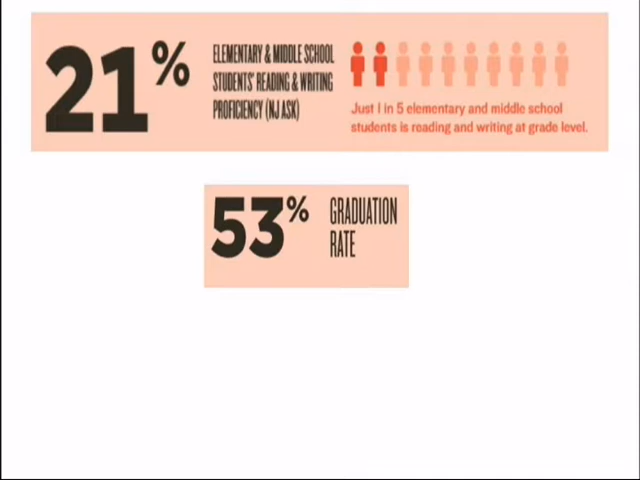 21%
ELEMENTARY & MIDDLE SCHOOL
STUDENTS' READING & WRITING
PROFICIENCY (NJ ASK)
Just 1 in 5 elementary and middle school
students is reading and writing at grade level.
53%
GRADUATION
RATE